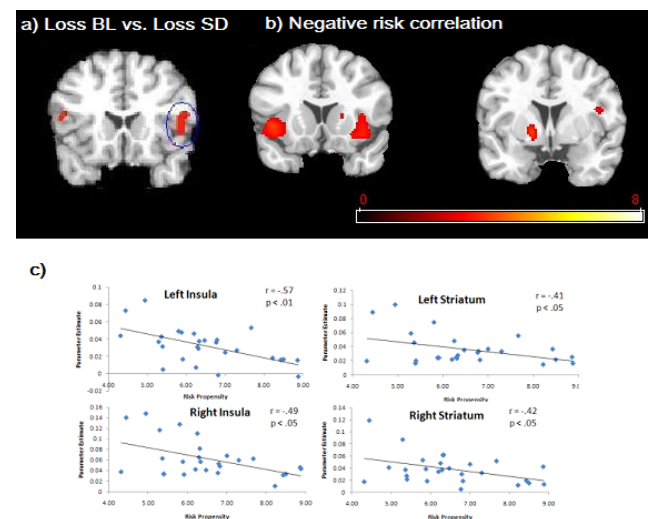 a) Loss BL vs. Loss SD
b) Negative risk correlation
0
8
c)
Left Insula
r = -.57
p < .01
Parameter Estimate
0.1
0.08
0.06
0.04
0.02
0
-0.02
4.00 5.00 6.00 7.00 8.00 9.00
Risk Propensity
Left Striatum
r = -.41
p < .05
Parameter Estimate
0.12
0.1
0.08
0.06
0.04
0.02
0
4.00 5.00 6.00 7.00 8.00 9.00
Risk Propensity
Right Insula
r = -.49
p < .05
Parameter Estimate
0.16
0.14
0.12
0.1
0.08
0.06
0.04
0.02
0
4.00 5.00 6.00 7.00 8.00 9.00
Risk Propensity
Right Striatum
r = -.42
p < .05
Parameter Estimate
0.14
0.12
0.1
0.08
0.06
0.04
0.02
0
4.00 5.00 6.00 7.00 8.00 9.00
Risk Propensity